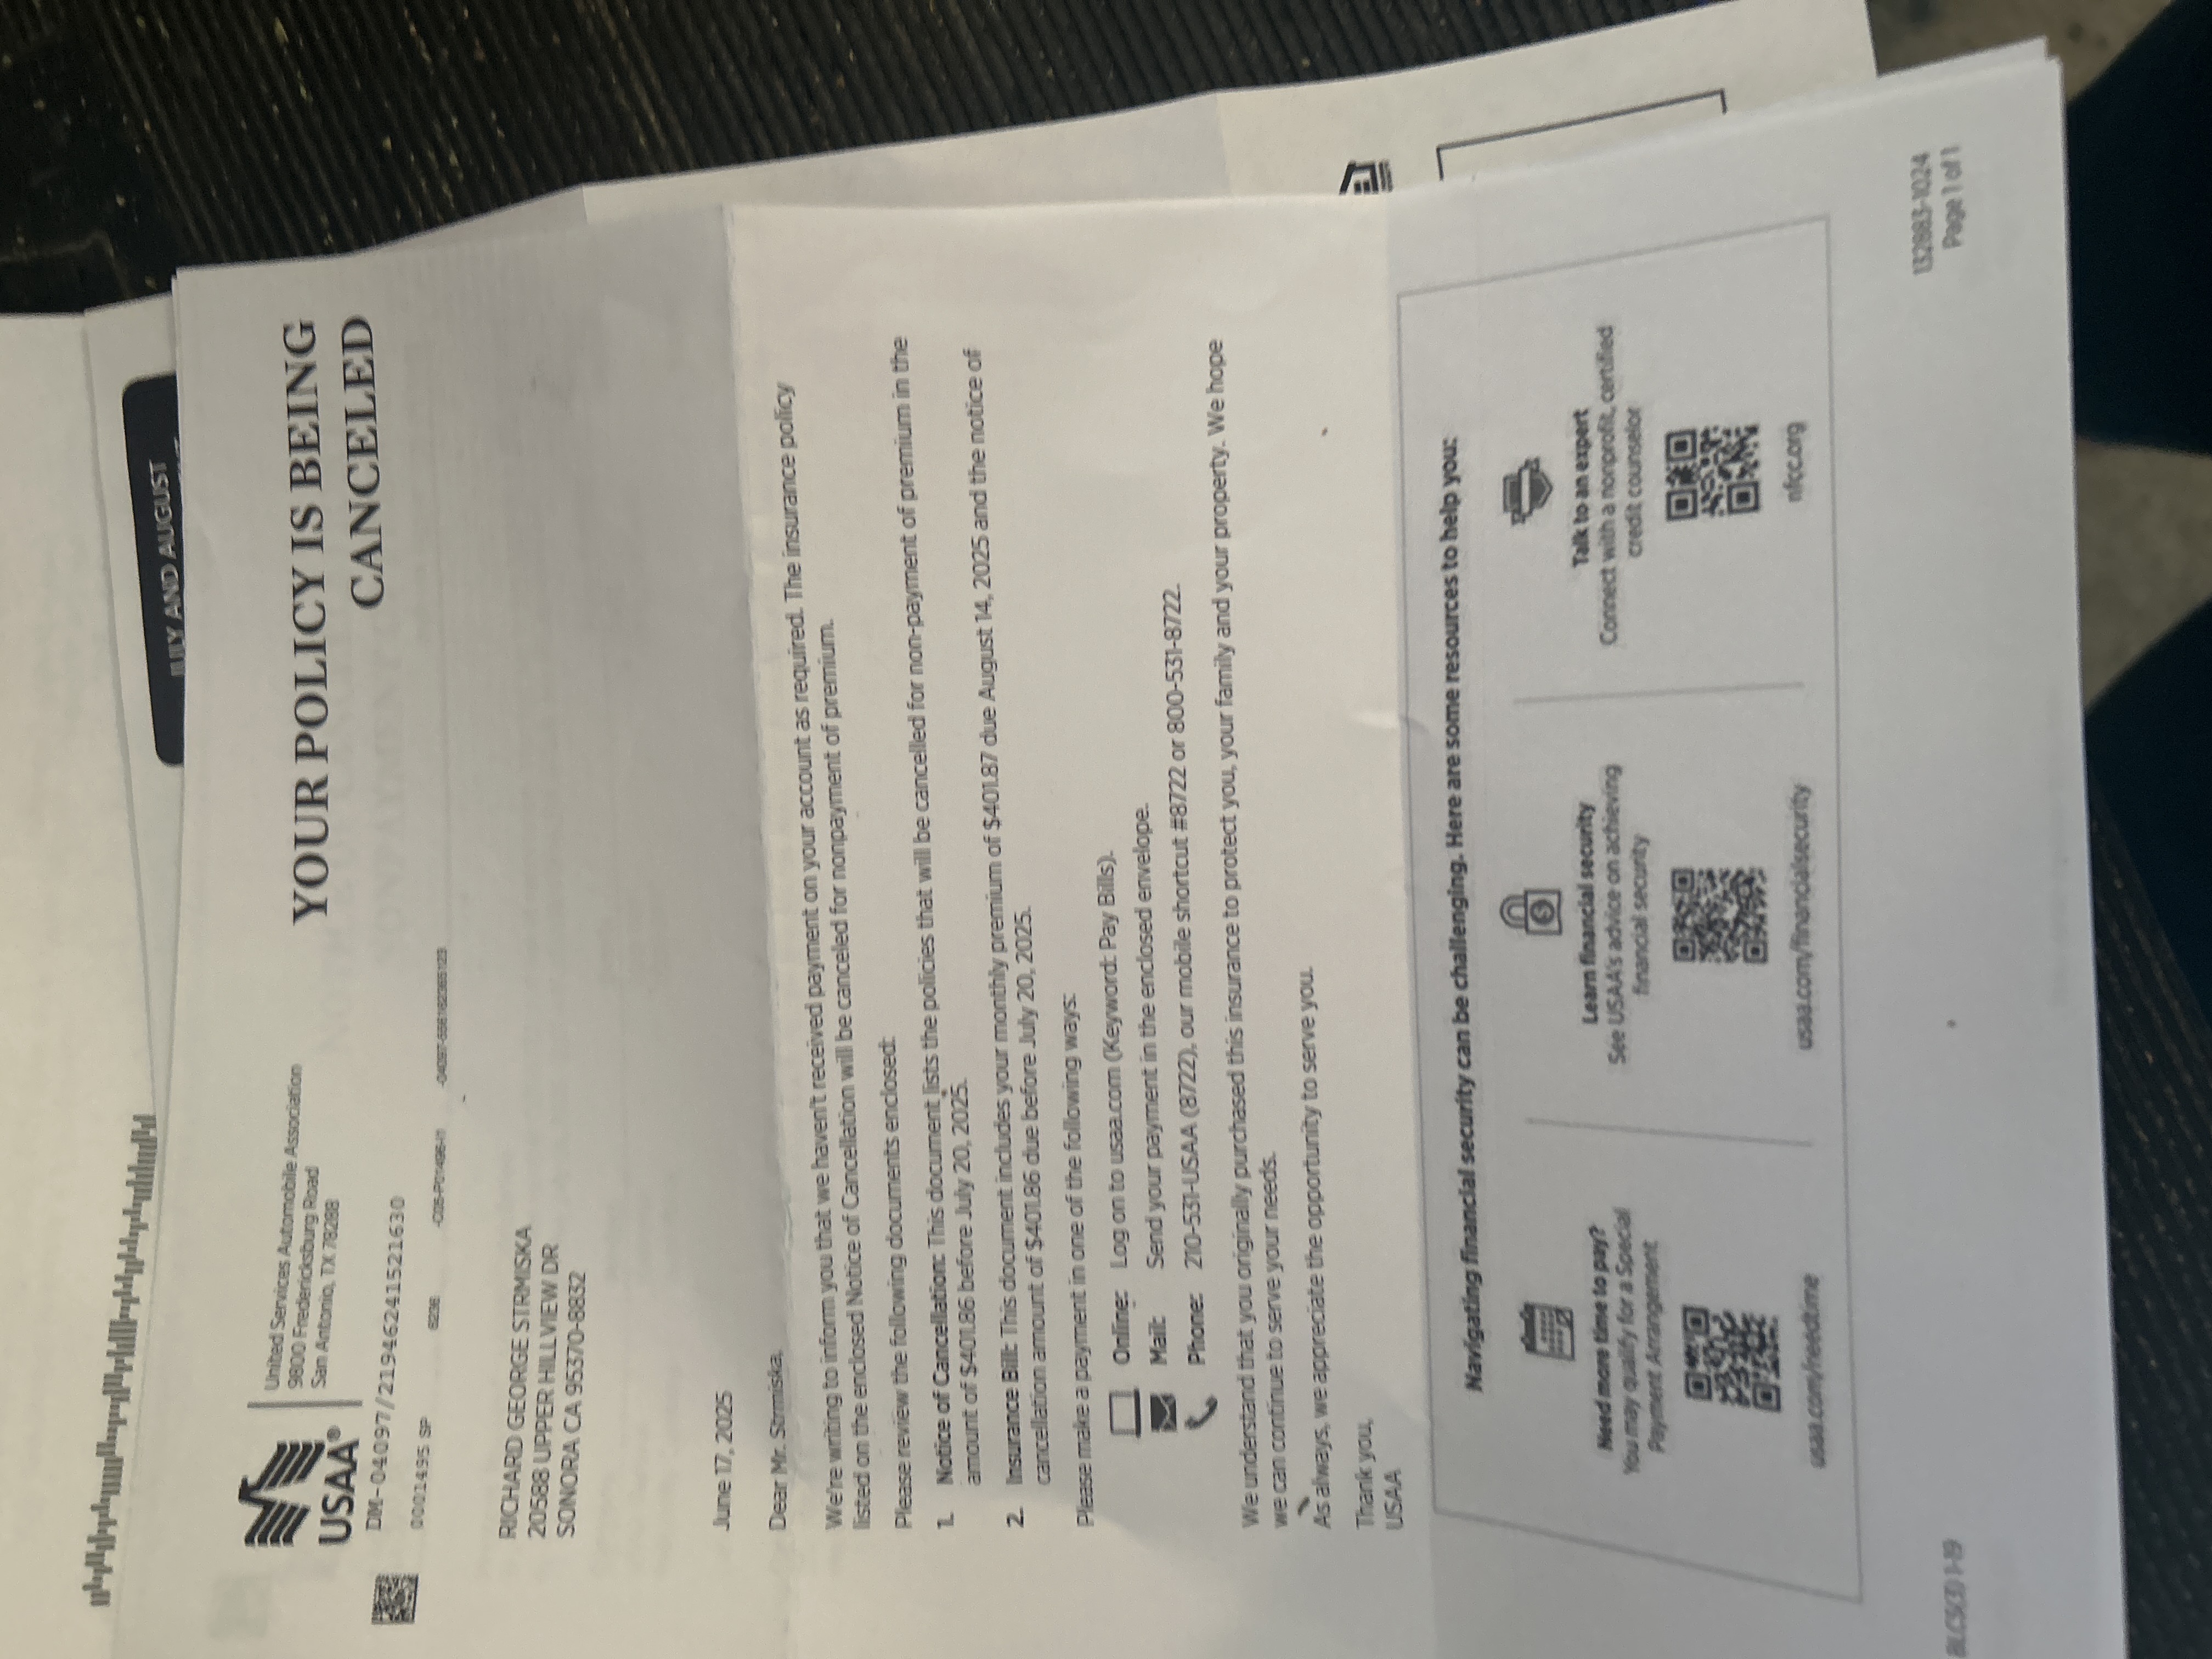 JULY AND AUGUST
USAA®
United Services Automobile Association
9800 Fredericksburg Road
San Antonio, TX 78288
YOUR POLICY IS BEING
CANCELED
DM-04097/21946241521630
0001495 SP
6236
-C05-P01495-I1
RICHARD GEORGE STRMISKA
20588 UPPER HILLVIEW DR
SONORA CA 95370-8832
June 17, 2025
Dear Mr. Strmiska,
We're writing to inform you that we haven't received payment on your account as required. The insurance policy
listed on the enclosed Notice of Cancellation will be canceled for nonpayment of premium.
Please review the following documents enclosed:
1. Notice of Cancellation: This document lists the policies that will be cancelled for non-payment of premium in the
amount of $401.86 before July 20, 2025.
2. Insurance Bill: This document includes your monthly premium of $401.87 due August 14, 2025 and the notice of
cancellation amount of $401.86 due before July 20, 2025.
Please make a payment in one of the following ways:
Online: Log on to usaa.com (Keyword: Pay Bills).
Mail: Send your payment in the enclosed envelope.
Phone: 210-531-USAA (8722), our mobile shortcut #8722 or 800-531-8722.
We understand that you originally purchased this insurance to protect you, your family and your property. We hope
we can continue to serve your needs.
As always, we appreciate the opportunity to serve you.
Thank you,
USAA
Navigating financial security can be challenging. Here are some resources to help you:
Need more time to pay?
You may qualify for a Special
Payment Arrangement
usaa.com/needtime
Learn financial security
See USAA's advice on achieving
financial security
usaa.com/financialsecurity
Talk to an expert
Connect with a nonprofit, certified
credit counselor
nfcc.org
BLC5(3) 1-19
132883-1024
Page 1 of 1